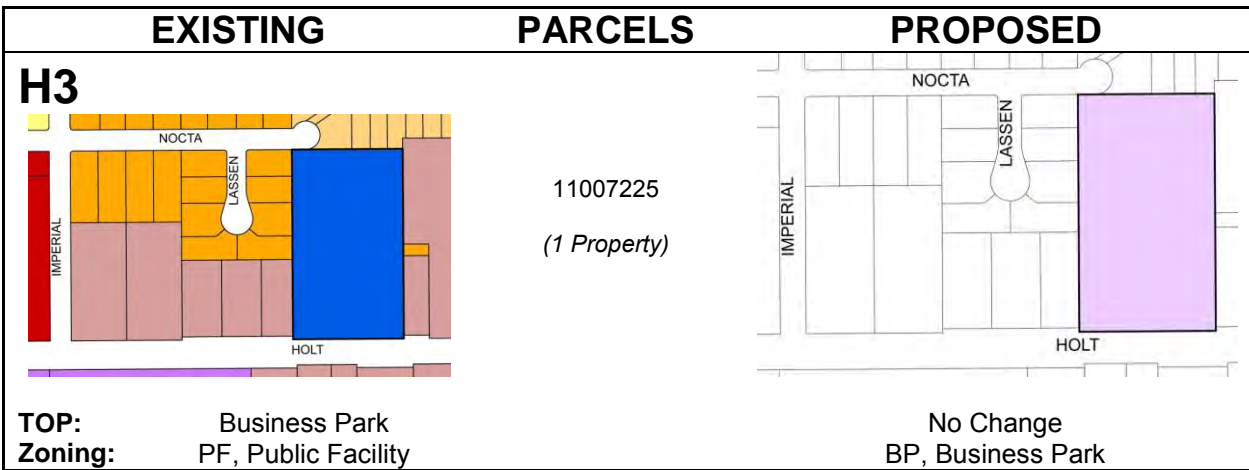 EXISTING PARCELS PROPOSED
H3
NOCTA
LASSEN
IMPERIAL
HOLT
11007225
(1 Property)
NOCTA
LASSEN
IMPERIAL
HOLT
TOP: Business Park No Change
Zoning: PF, Public Facility BP, Business Park